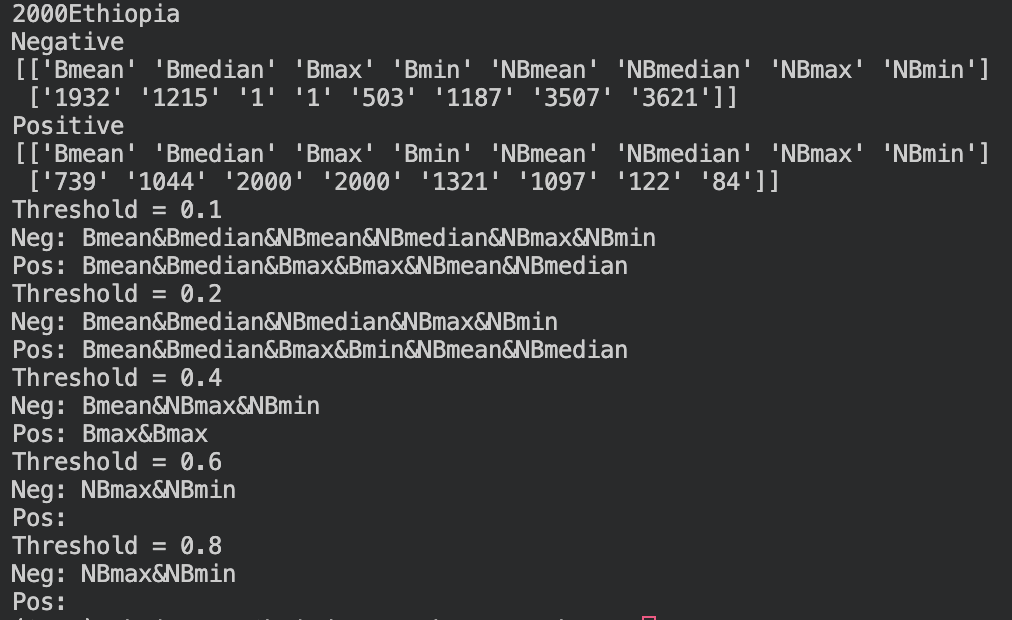 2000Ethiopia
Negative
[['Bmean' 'Bmedian' 'Bmax' 'Bmin' 'NBmean' 'NBmedian' 'NBmax' 'NBmin']
['1932' '1215' '1' '1' '503' '1187' '3507' '3621']]
Positive
[['Bmean' 'Bmedian' 'Bmax' 'Bmin' 'NBmean' 'NBmedian' 'NBmax' 'NBmin']
['739' '1044' '2000' '2000' '1321' '1097' '122' '84']]
Threshold = 0.1
Neg: Bmean&Bmedian&NBmean&NBmedian&NBmax&NBmin
Pos: Bmean&Bmedian&Bmax&Bmax&NBmean&NBmedian
Threshold = 0.2
Neg: Bmean&Bmedian&NBmedian&NBmax&NBmin
Pos: Bmean&Bmedian&Bmax&Bmin&NBmean&NBmedian
Threshold = 0.4
Neg: Bmean&NBmax&NBmin
Pos: Bmax&Bmax
Threshold = 0.6
Neg: NBmax&NBmin
Pos:
Threshold = 0.8
Neg: NBmax&NBmin
Pos: